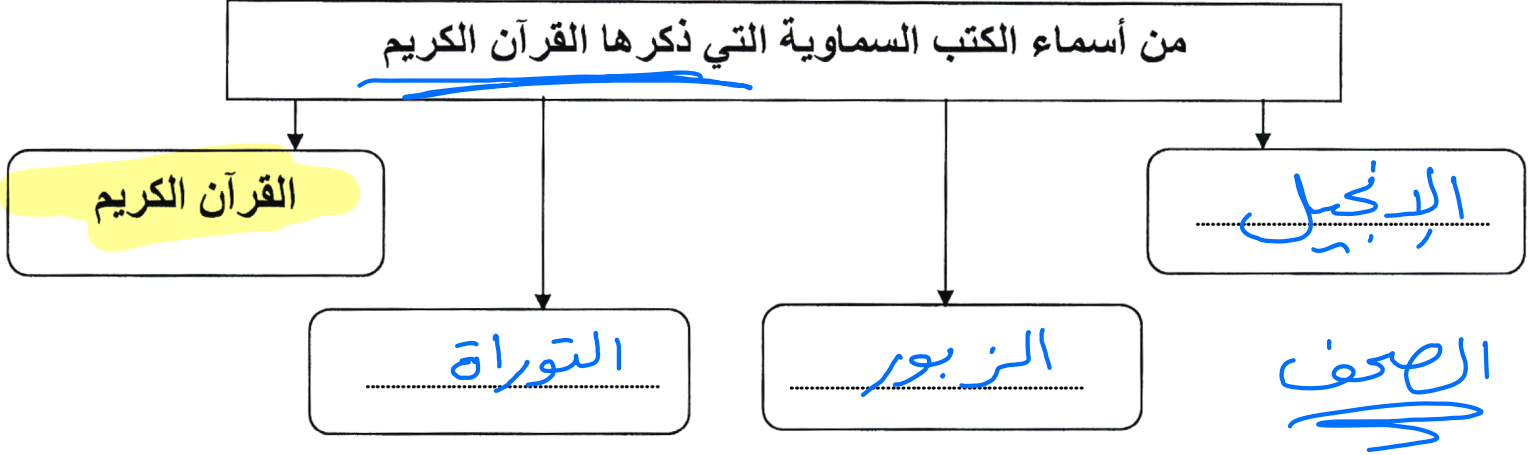 من أسماء الكتب السماوية التي ذكرها القرآن الكريم
الإنجيل
القرآن الكريم
الزبور
التوراة
الصحف